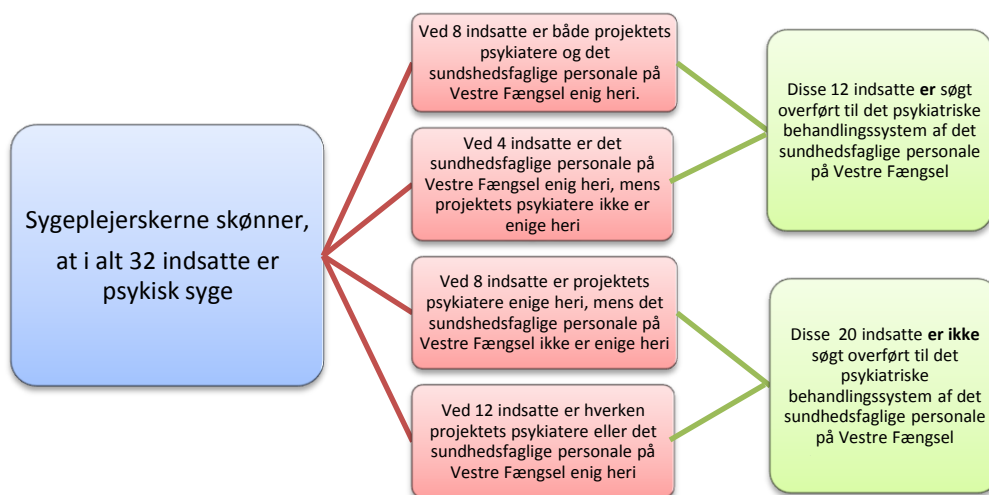 Sygeplejerskerne skønner,
at i alt 32 indsatte er
psykisk syge
Ved 8 indsatte er både projektets
psykiatere og det
sundshedsfaglige personale på
Vestre Fængsel enig heri.
Ved 4 indsatte er det
sundhedsfaglige personale på
Vestre Fængsel enig heri, mens
projektets psykiatere ikke er
enige heri
Ved 8 indsatte er projektets
psykiatere enige heri, mens det
sundshedsfaglige personale på
Vestre Fængsel ikke er enige heri
Ved 12 indsatte er hverken
projektets psykiatere eller det
sundhedsfaglige personale på
Vestre Fængsel enig heri
Disse 12 indsatte er søgt
overført til det psykiatriske
behandlingssystem af det
sundhedsfaglige personale
på Vestre Fængsel
Disse 20 indsatte er ikke
søgt overført til det
psykiatriske
behandlingssystem af det
sundhedsfaglige personale
på Vestre Fængsel